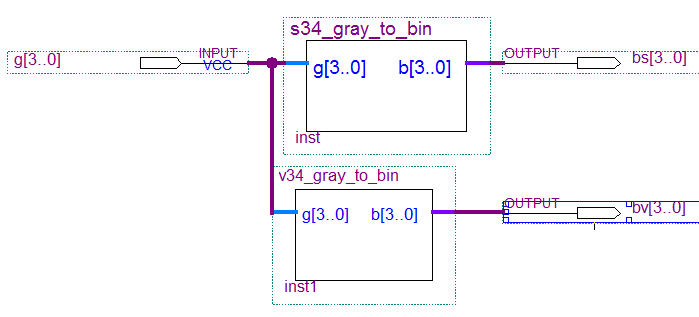 s34_gray_to_bin
g[3..0]
INPUT
VCC
g[3..0]
b[3..0]
OUTPUT
bs[3..0]
inst
v34_gray_to_bin
g[3..0]
b[3..0]
OUTPUT
bv[3..0]
inst1